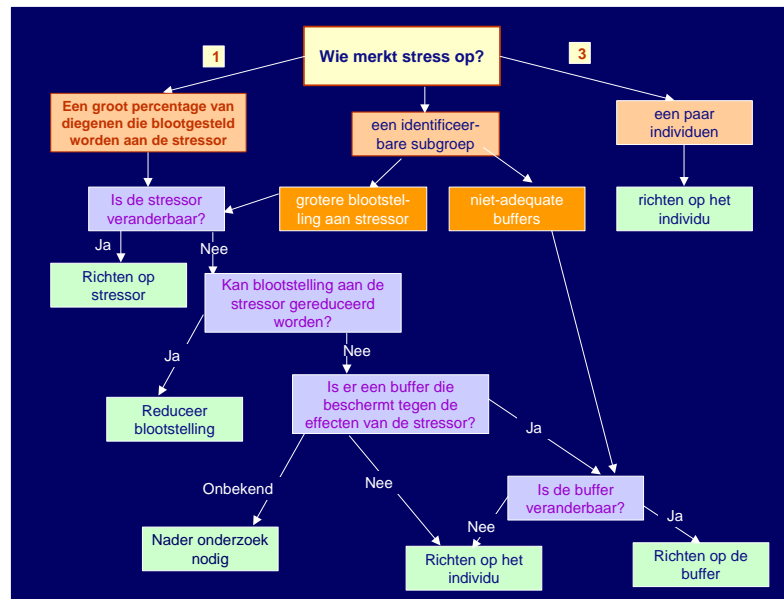 Wie merkt stress op?
1
3
Een groot percentage van
diegenen die blootgesteld
worden aan de stressor
een identificeer-
bare subgroep
een paar
individuen
Is de stressor
veranderbaar?
grotere blootstel-
ling aan stressor
niet-adequate
buffers
richten op het
individu
Ja
Nee
Richten op
stressor
Kan blootstelling aan de
stressor gereduceerd
worden?
Ja
Nee
Reduceer
blootstelling
Is er een buffer die
beschermt tegen de
effecten van de stressor?
Ja
Onbekend
Nee
Is de buffer
veranderbaar?
Nee
Ja
Nader onderzoek
nodig
Richten op het
individu
Richten op de
buffer